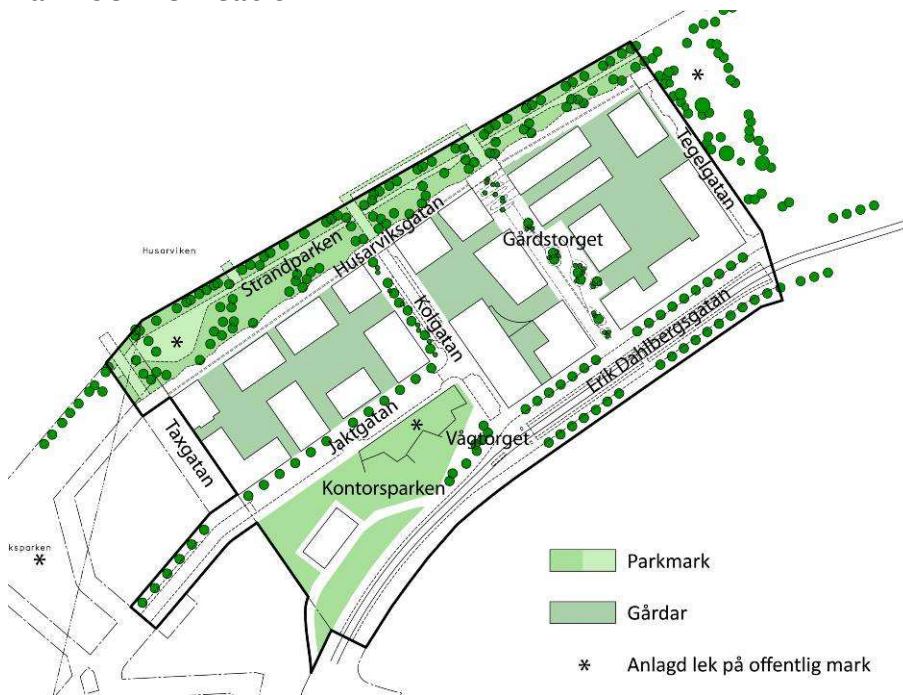 Husarviken
Strandparken
Husarviksgatan
Tegelgatan
Gårdstorget
Kolgatan
Erik Dahlbergsgatan
Taxgatan
Jaktgatan
Vågtorget
Kontorsparken
ksparken
Parkmark
Gårdar
* Anlagd lek på offentlig mark